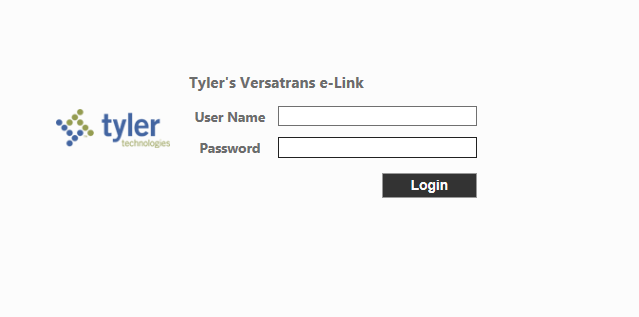 Tyler's Versatrans e-Link
User Name
tyler
technologies
Password
Login